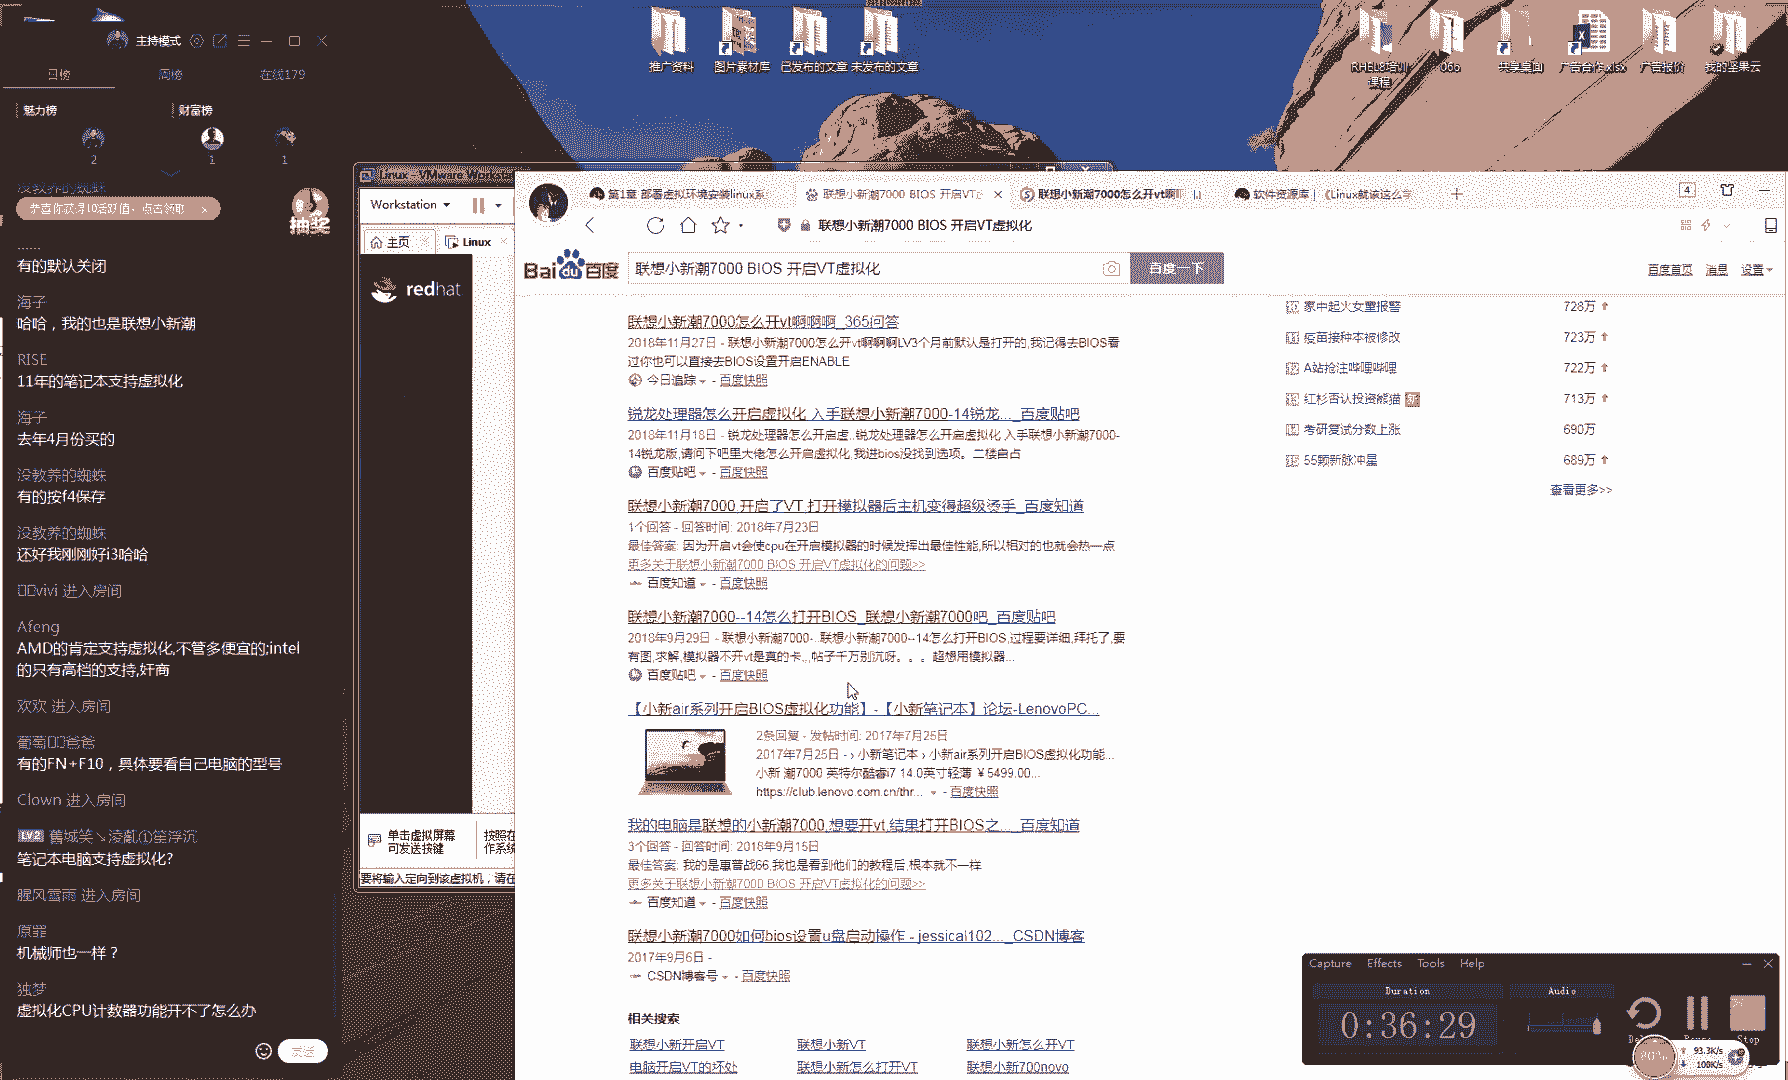 主持模式
日榜 周榜 在线179
魅力榜 财富榜
2 1 1
没教养的蜘蛛
抽奖
......
有的默认关闭
海子
哈哈，我的也是联想小新潮
RISE
11年的笔记本支持虚拟化
海子
去年4月份买的
没教养的蜘蛛
有的按f4保存
没教养的蜘蛛
还好我刚刚好i3哈哈
vivi 进入房间
Afeng
AMD的肯定支持虚拟化,不管多便宜的;intel
的只有高档的支持,奸商
欢欢 进入房间
葡萄爸爸
有的FN+F10，具体要看自己电脑的型号
Clown 进入房间
笔记本电脑支持虚拟化?
腥风雪雨 进入房间
原罪
机械师也一样？
独梦
虚拟化CPU计数器功能开不了怎么办
发送
推广资料
图片素材库
已发布的文章
未发布的文章
RHEL8培训
课程
共享桌面
广告合作.xlsx
广告报价
我的坚果云
Workstation
主页
Linux
redhat
单击虚拟屏幕
可发送按键
按照在
作系统
要将输入定向到该虚拟机，请在
第1章 部署虚拟环境安装linux系
联想小新潮7000 BIOS 开启VT虚
联想小新潮7000怎么开vt啊啊
软件资源库 | 《Linux就该这么学
4
联想小新潮7000 BIOS 开启VT虚拟化
Bai du 百度
联想小新潮7000 BIOS 开启VT虚拟化
百度一下
百度首页 消息 设置
联想小新潮7000怎么开vt啊啊啊_365问答
2018年11月27日 - 联想小新潮7000怎么开vt啊啊啊LV3个月前默认是打开的,我记得去BIOS看
过你也可以直接去BIOS设置开启ENABLE
今日追踪 - 百度快照
锐龙处理器怎么开启虚拟化 入手联想小新潮7000-14锐龙..._百度贴吧
2018年11月18日 - 锐龙处理器怎么开启虚..锐龙处理器怎么开启虚拟化 入手联想小新潮7000-
14锐龙版,请问下吧里大佬怎么开启虚拟化,我进bios没找到选项。二楼自占
百度贴吧 - 百度快照
联想小新潮7000,开启了VT,打开模拟器后主机变得超级烫手_百度知道
1个回答 - 回答时间: 2018年7月23日
最佳答案: 因为开启vt会使cpu在开启模拟器的时候发挥出最佳性能,所以相对的也就会热一点
更多关于联想小新潮7000 BIOS 开启VT虚拟化的问题>>
百度知道 - 百度快照
联想小新潮7000--14怎么打开BIOS_联想小新潮7000吧_百度贴吧
2018年9月29日 - 联想小新潮7000-..联想小新潮7000--14怎么打开BIOS,过程要详细,拜托了,要
有图,求解,模拟器不开vt是真的卡.,,帖子千万别沉呀。。。超想用模拟器...
百度贴吧 - 百度快照
【小新air系列开启BIOS虚拟化功能】-【小新笔记本】论坛-LenovoPC...
2条回复 - 发帖时间: 2017年7月25日
2017年7月25日 - › 小新笔记本 › 小新air系列开启BIOS虚拟化功能...
小新 潮7000 英特尔酷睿i7 14.0英寸轻薄 ￥5499.00...
https://club.lenovo.com.cn/thr... - 百度快照
我的电脑是联想的小新潮7000,想要开vt,结果打开BIOS之..._百度知道
3个回答 - 回答时间: 2018年9月15日
最佳答案: 我的是惠普战66,我也是看到他们的教程后,根本就不一样
更多关于联想小新潮7000 BIOS 开启VT虚拟化的问题>>
百度知道 - 百度快照
联想小新潮7000如何bios设置u盘启动操作 - jessical102..._CSDN博客
2017年9月6日 -
CSDN博客号 - 百度快照
相关搜索
联想小新开启VT 联想小新VT 联想小新怎么开VT
电脑开启VT的坏处 联想小新怎么打开VT 联想小新700novo
家中起火女童报警 728万
疫苗接种本被修改 723万
A站抢注哔哩哔哩 722万
红杉否认投资熊猫 713万
考研复试分数上涨 690万
55颗新脉冲星 689万
查看更多>>
Capture Effects Tools Help
Duration Audio
0:36:29
Stop
93.3K/s
100K/s